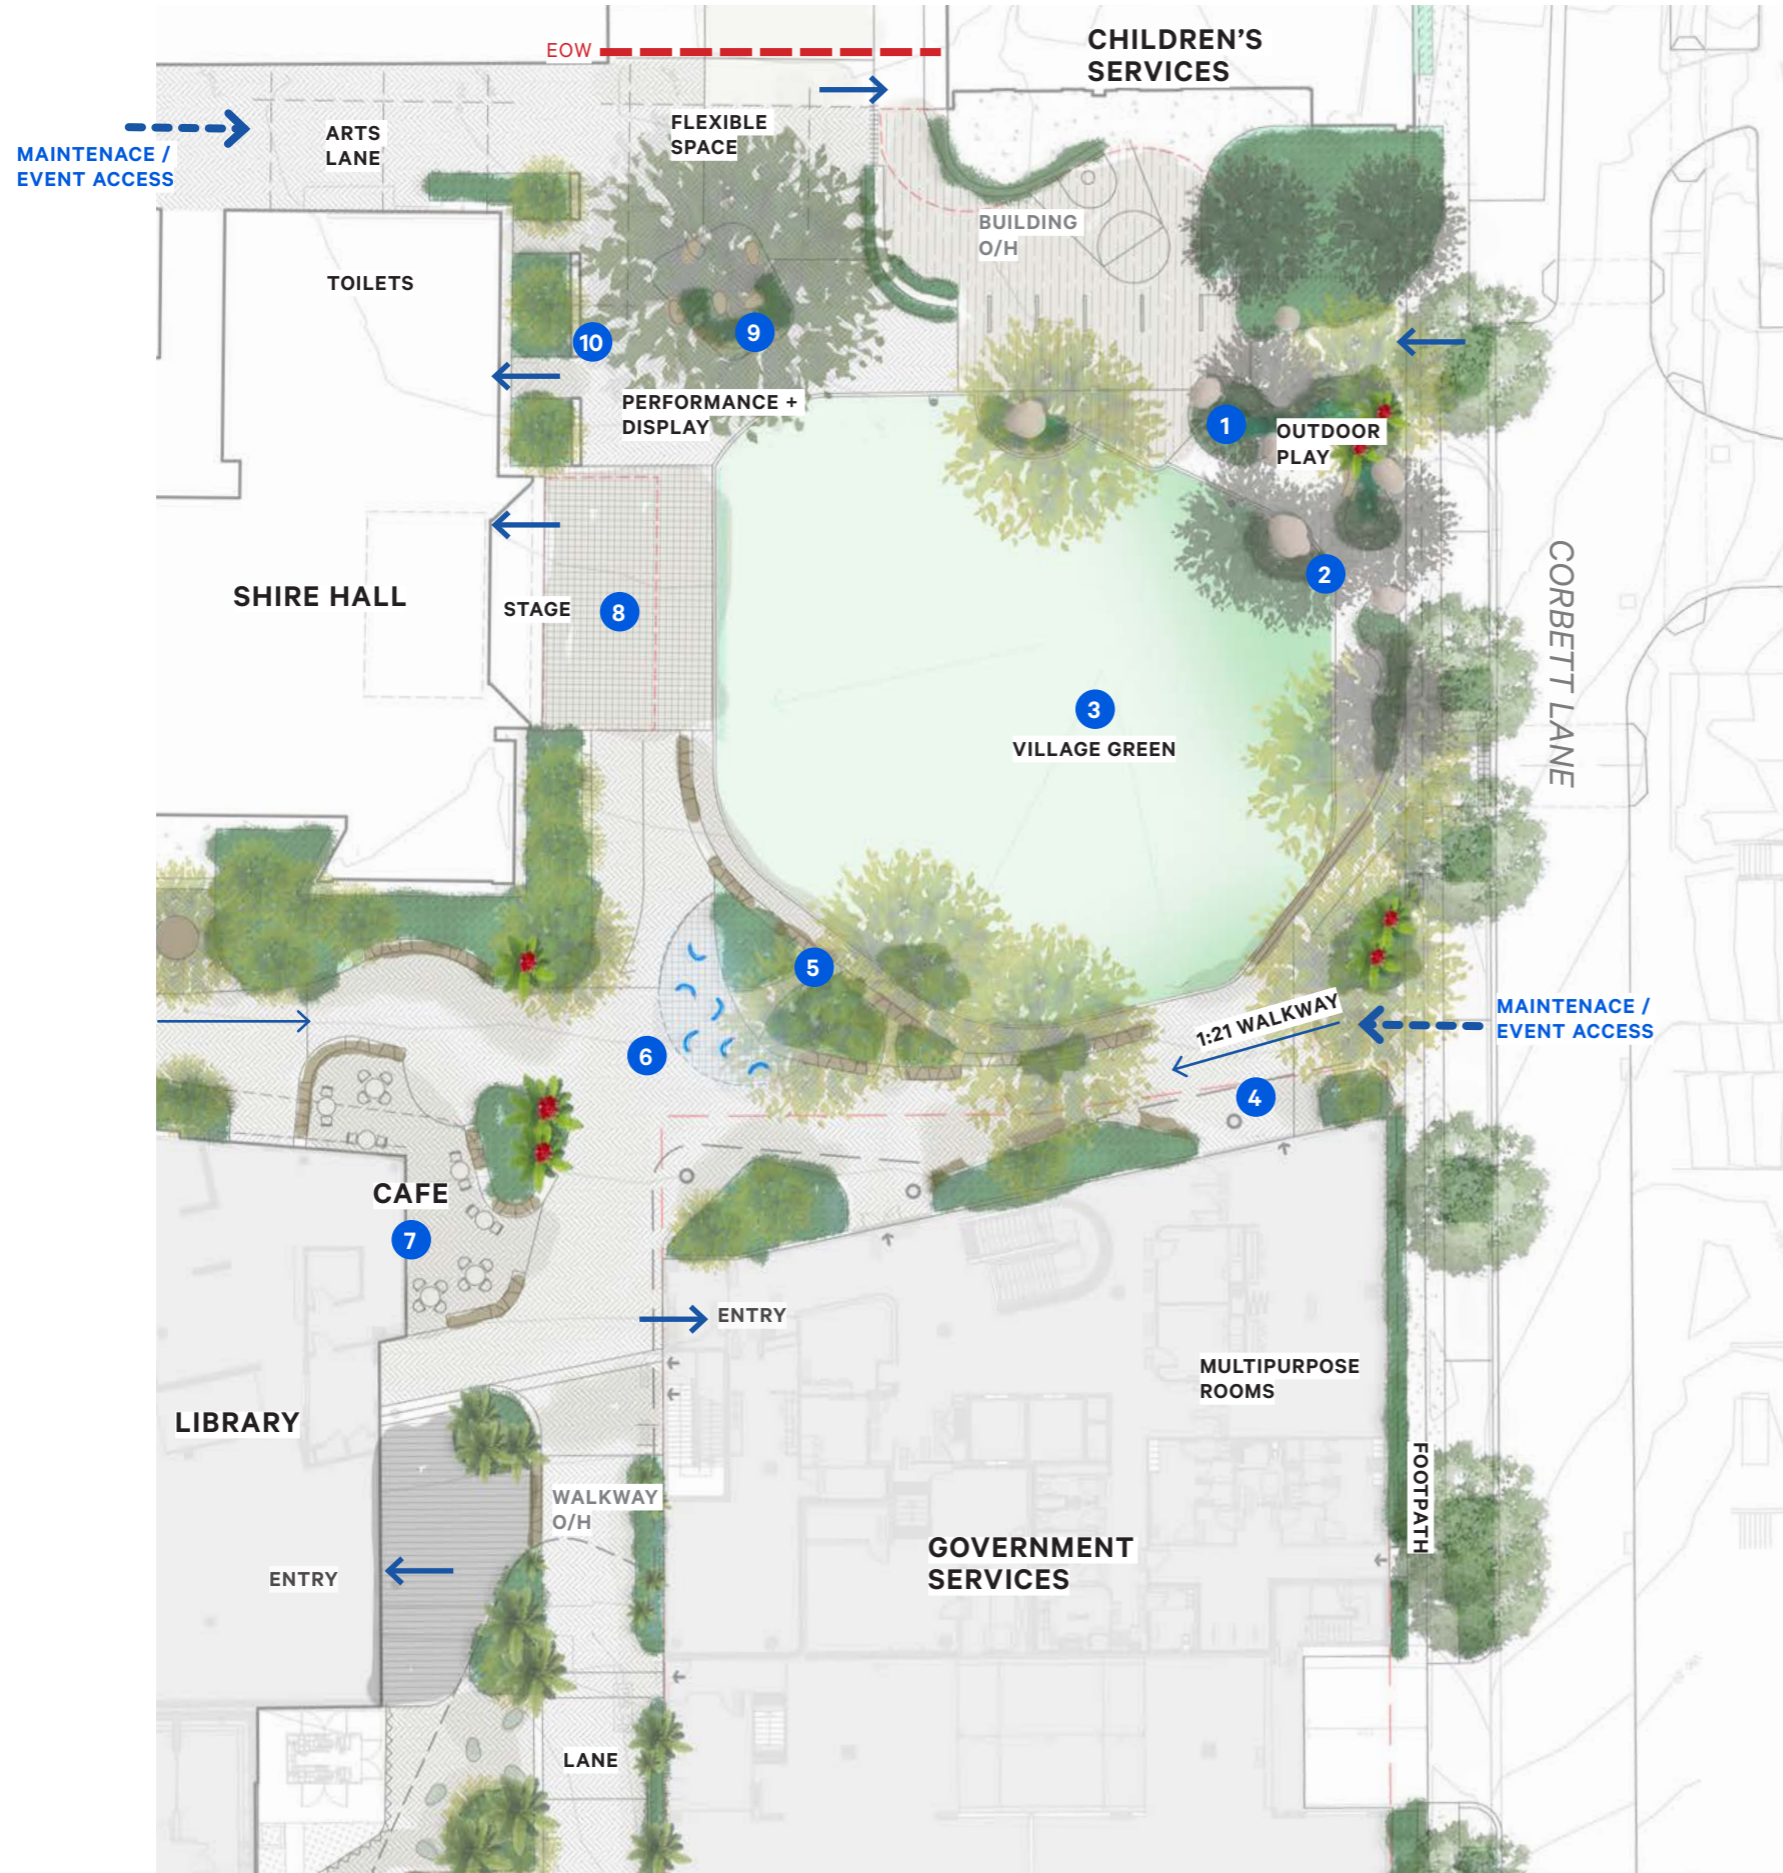 EOW
CHILDREN'S
SERVICES
ARTS
LANE
FLEXIBLE
SPACE
MAINTENACE /
EVENT ACCESS
BUILDING
O/H
TOILETS
10
9
PERFORMANCE +
DISPLAY
1
OUTDOOR
PLAY
2
CORBETT LANE
SHIRE HALL
STAGE
8
3
VILLAGE GREEN
5
1:21 WALKWAY
MAINTENACE /
EVENT ACCESS
6
4
CAFE
7
ENTRY
MULTIPURPOSE
ROOMS
LIBRARY
FOOTPATH
WALKWAY
O/H
GOVERNMENT
SERVICES
ENTRY
LANE